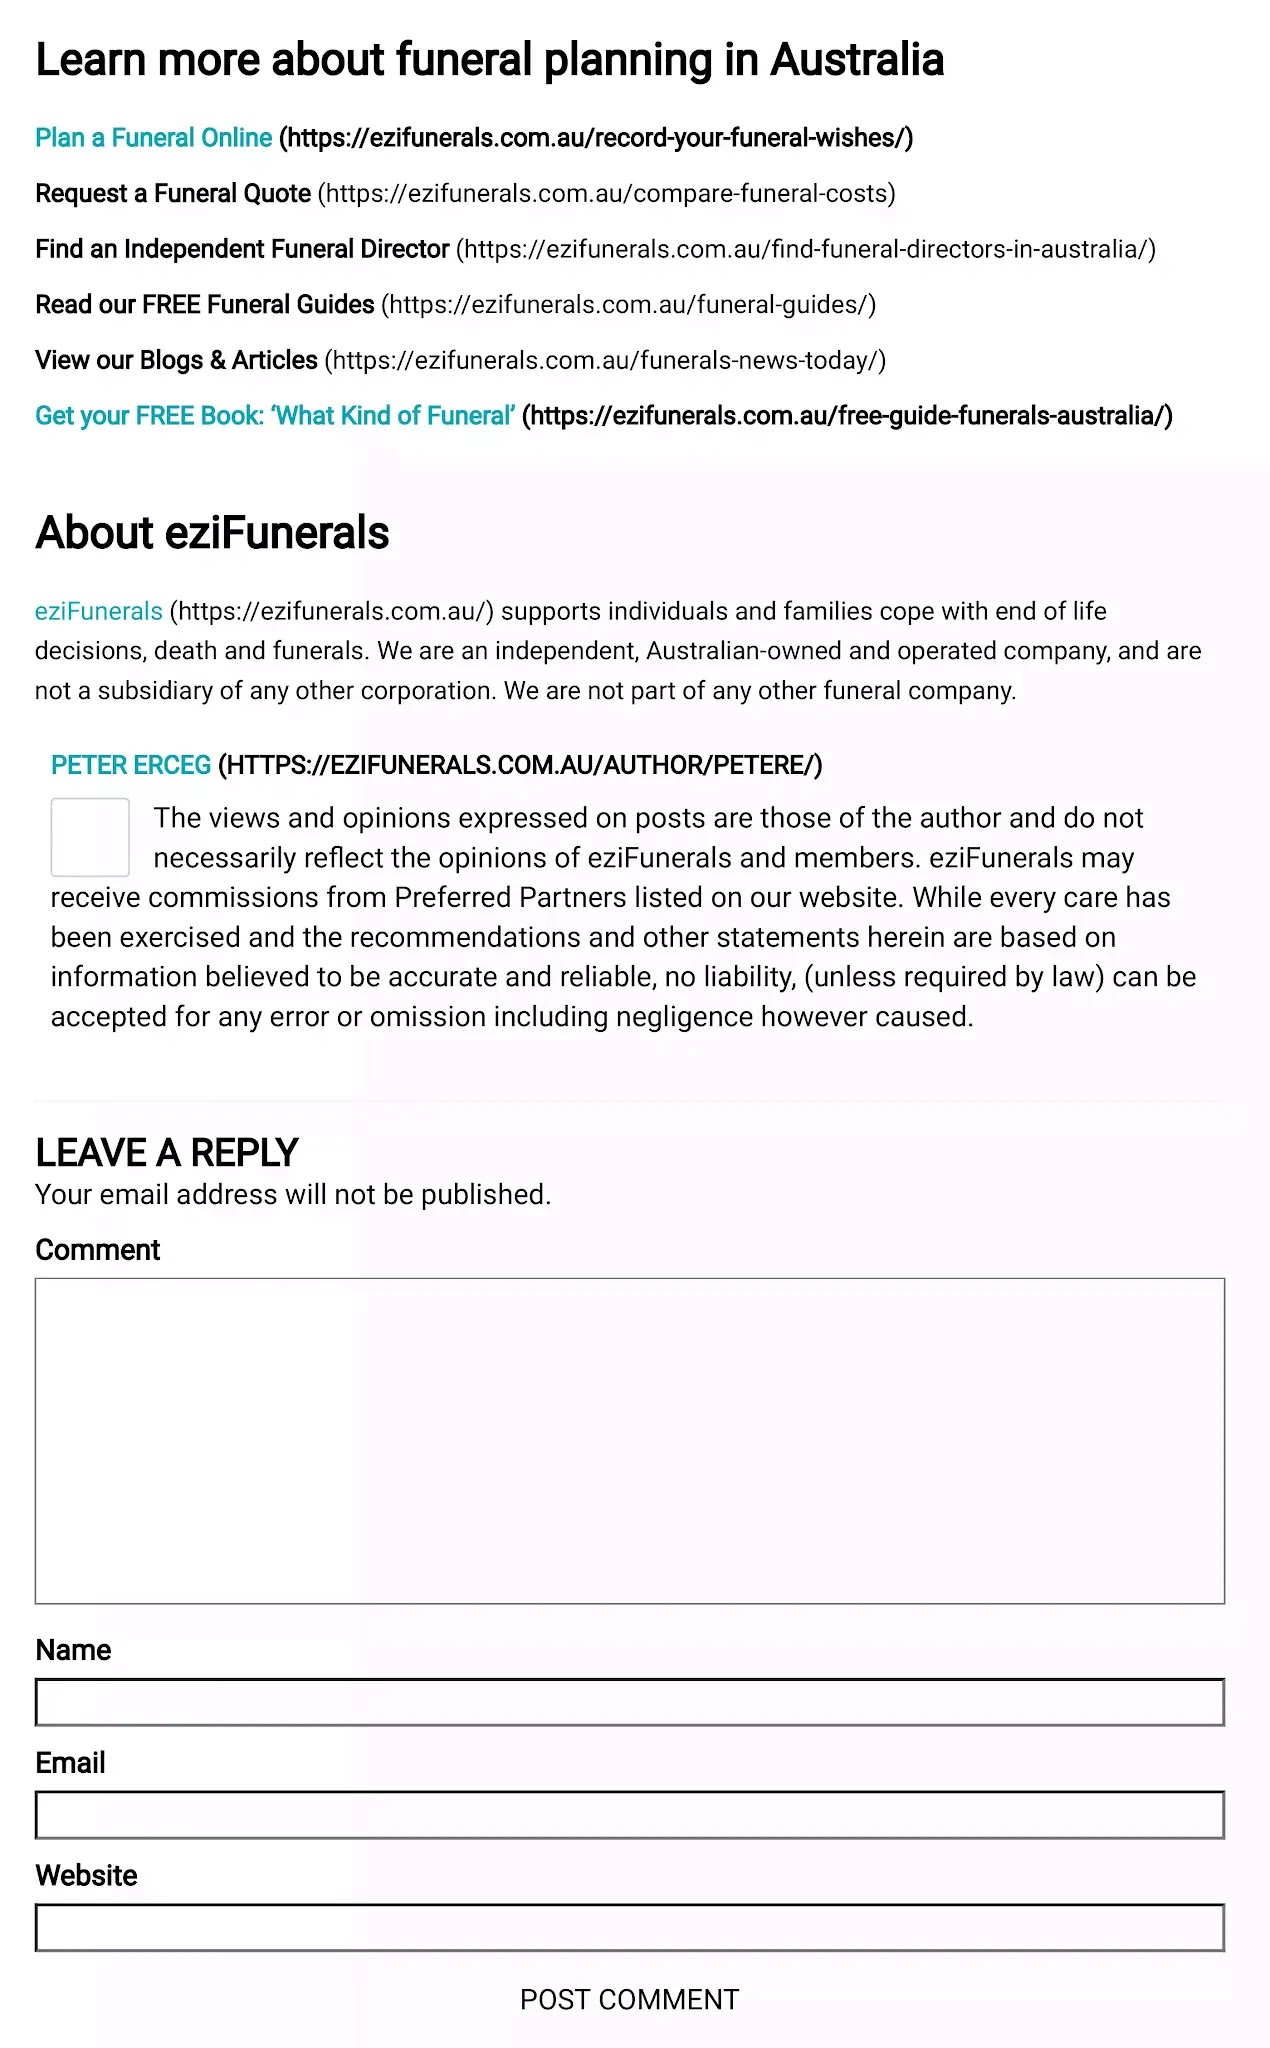 Learn more about funeral planning in Australia
Plan a Funeral Online (https://ezifunerals.com.au/record-your-funeral-wishes/)
Request a Funeral Quote (https://ezifunerals.com.au/compare-funeral-costs)
Find an Independent Funeral Director (https://ezifunerals.com.au/find-funeral-directors-in-australia/)
Read our FREE Funeral Guides (https://ezifunerals.com.au/funeral-guides/)
View our Blogs & Articles (https://ezifunerals.com.au/funerals-news-today/)
Get your FREE Book: ‘What Kind of Funeral’ (https://ezifunerals.com.au/free-guide-funerals-australia/)
About eziFunerals
eziFunerals (https://ezifunerals.com.au/) supports individuals and families cope with end of life
decisions, death and funerals. We are an independent, Australian-owned and operated company, and are
not a subsidiary of any other corporation. We are not part of any other funeral company.
PETER ERCEG (HTTPS://EZIFUNERALS.COM.AU/AUTHOR/PETERE/)
The views and opinions expressed on posts are those of the author and do not
necessarily reflect the opinions of eziFunerals and members. eziFunerals may
receive commissions from Preferred Partners listed on our website. While every care has
been exercised and the recommendations and other statements herein are based on
information believed to be accurate and reliable, no liability, (unless required by law) can be
accepted for any error or omission including negligence however caused.
LEAVE A REPLY
Your email address will not be published.
Comment
Name
Email
Website
POST COMMENT